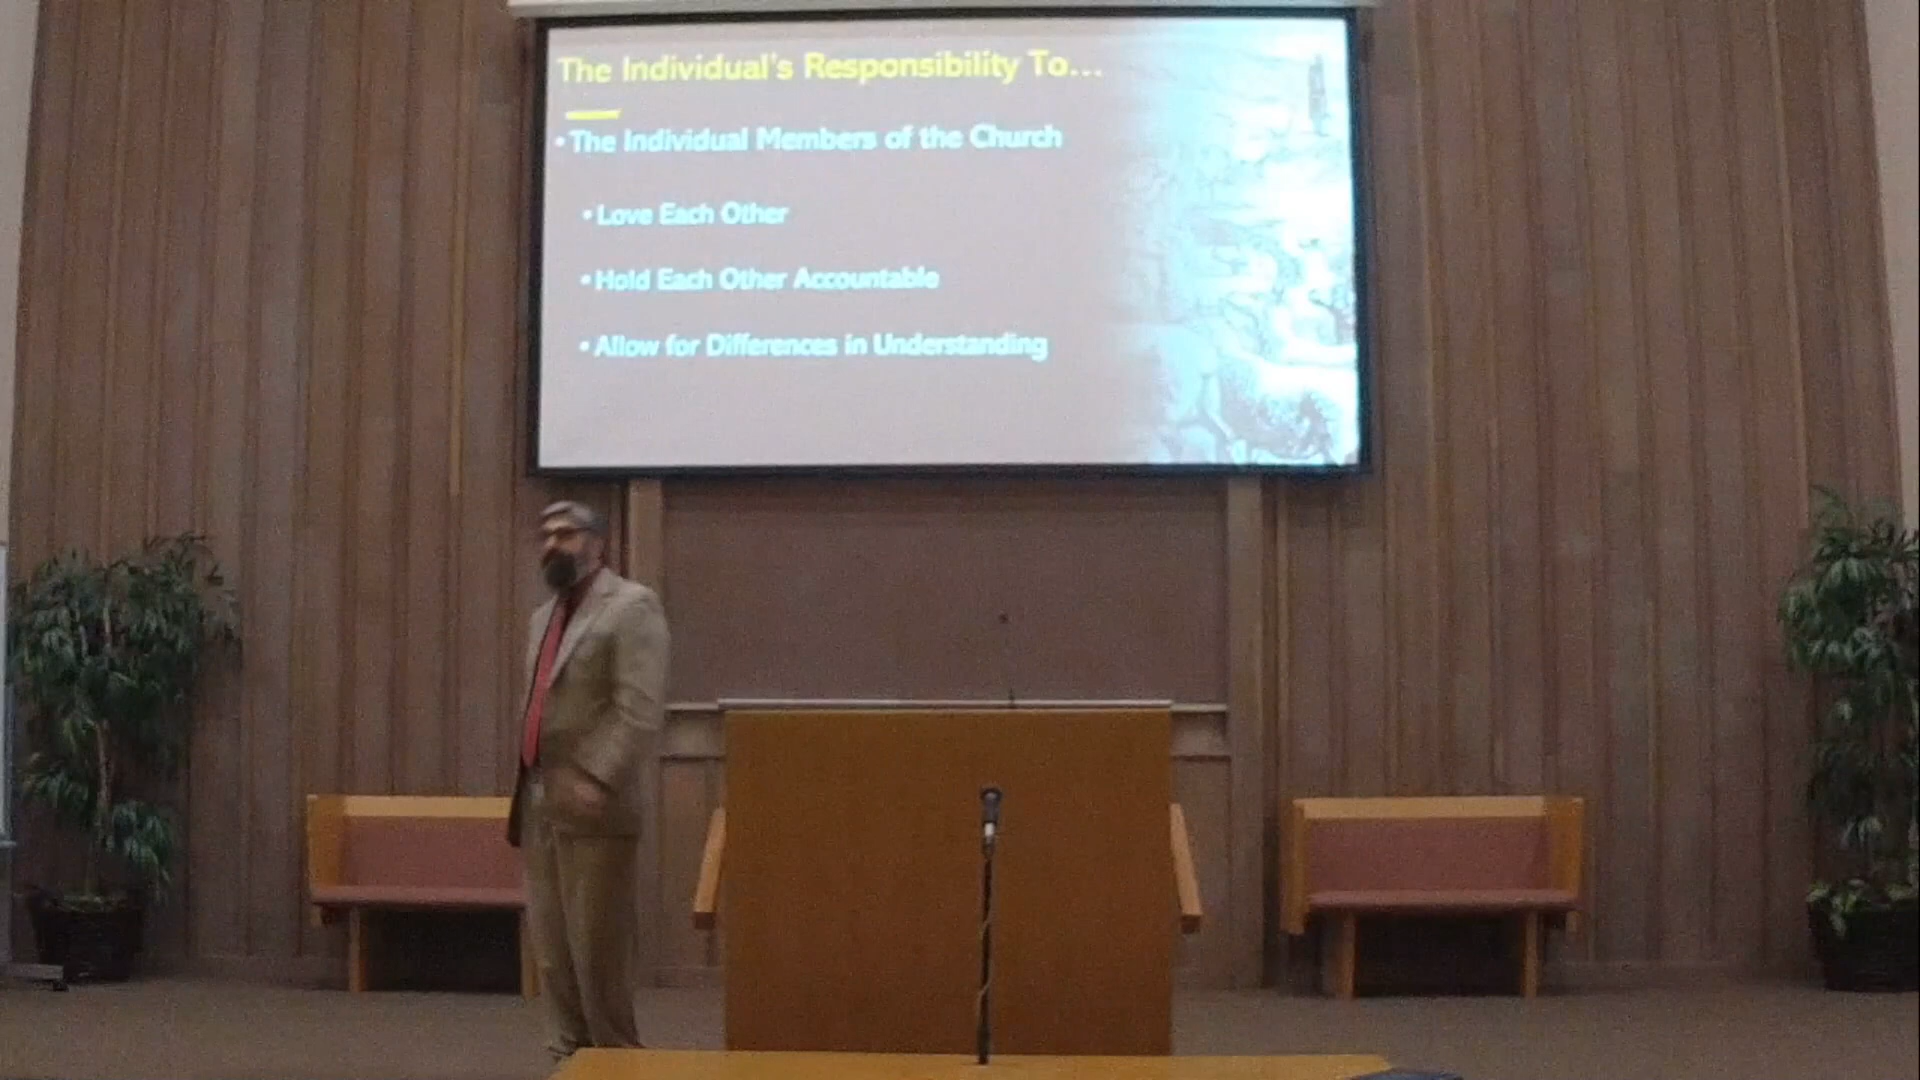 The Individual's Responsibility To...
• The Individual Members of the Church
• Love Each Other
• Hold Each Other Accountable
• Allow for Differences in Understanding